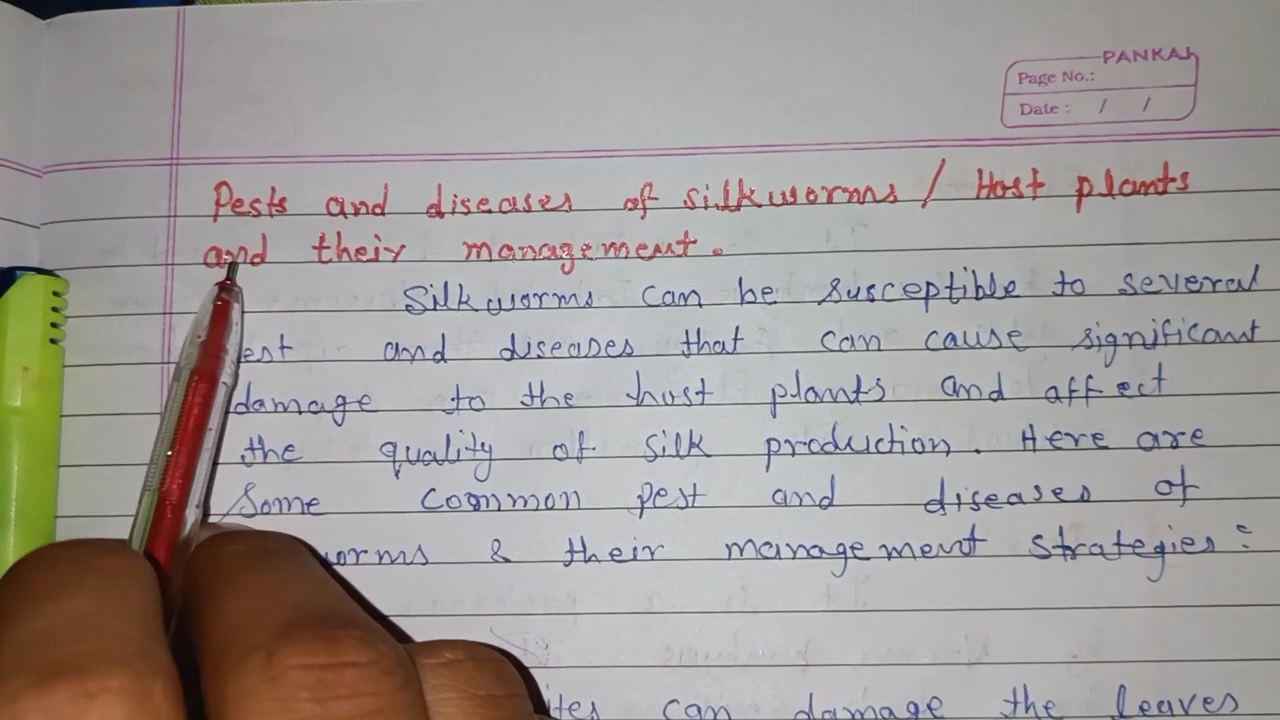 PANKAJ
Page No.:
Date : / /
Pests and diseases of silkworms / Host plants
and their management.
Silkworms can be susceptible to several
est and diseases that can cause significant
damage to the host plants and affect
the quality of silk production. Here are
Some common pest and diseases of
orms & their management strategies:
ites can damage the leaves